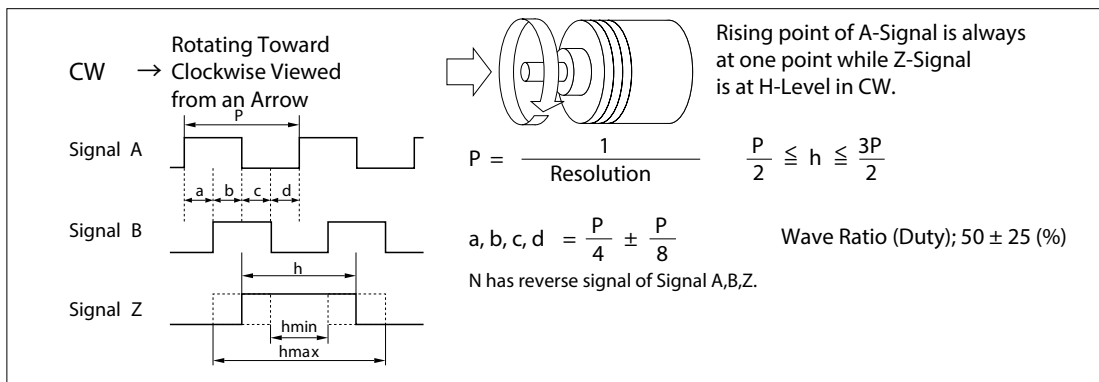 CW → Rotating Toward
Clockwise Viewed
from an Arrow
Rising point of A-Signal is always
at one point while Z-Signal
is at H-Level in CW.
P
Signal A
a b c d
Signal B
h
Signal Z
hmin
hmax
P = 1 / Resolution
P/2 ≦ h ≦ 3P/2
a, b, c, d = P/4 ± P/8
Wave Ratio (Duty); 50 ± 25 (%)
N has reverse signal of Signal A,B,Z.